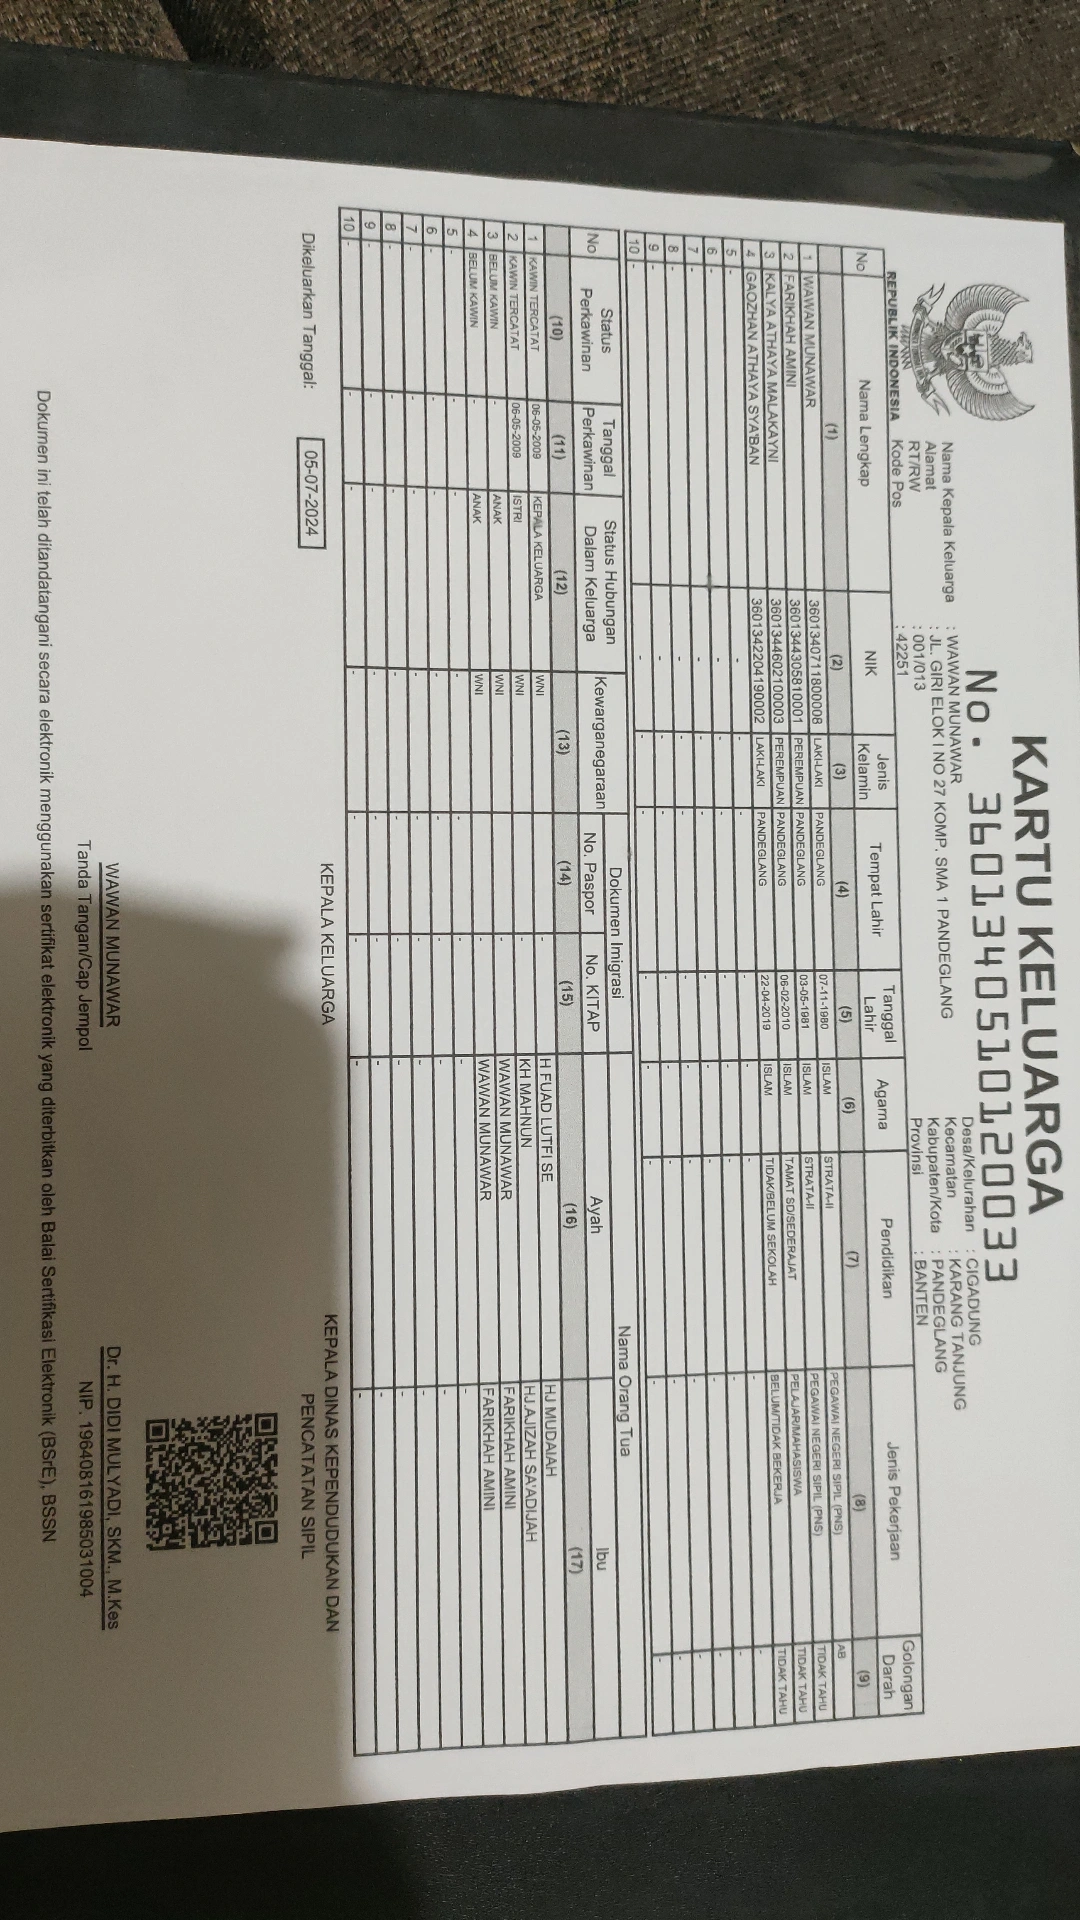 KARTU KELUARGA
No. 3601340510120033
REPUBLIK INDONESIA
Nama Kepala Keluarga : WAWAN MUNAWAR
Alamat : JL. GIRI ELOK I NO 27 KOMP. SMA 1 PANDEGLANG
RT/RW : 001/013
Kode Pos : 42251
Desa/Kelurahan : CIGADUNG
Kecamatan : KARANG TANJUNG
Kabupaten/Kota : PANDEGLANG
Provinsi : BANTEN
No Nama Lengkap NIK Jenis Kelamin Tempat Lahir Tanggal Lahir Agama Pendidikan Jenis Pekerjaan Golongan Darah
(1) (2) (3) (4) (5) (6) (7) (8) (9)
1 WAWAN MUNAWAR 3601340711800008 LAKI-LAKI PANDEGLANG 07-11-1980 ISLAM STRATA-II PEGAWAI NEGERI SIPIL (PNS) AB
2 FARIKHAH AMINI 3601344305810001 PEREMPUAN PANDEGLANG 03-05-1981 ISLAM STRATA-II PEGAWAI NEGERI SIPIL (PNS) TIDAK TAHU
3 KALYA ATHAYA MALAKAYNI 3601344602100003 PEREMPUAN PANDEGLANG 06-02-2010 ISLAM TAMAT SD/SEDERAJAT PELAJAR/MAHASISWA TIDAK TAHU
4 GAOZHAN ATHAYA SYA'BAN 3601342204190002 LAKI-LAKI PANDEGLANG 22-04-2019 ISLAM TIDAK/BELUM SEKOLAH BELUM/TIDAK BEKERJA TIDAK TAHU
5 - - - - - - - - -
6 - - - - - - - - -
7 - - - - - - - - -
8 - - - - - - - - -
9 - - - - - - - - -
10 - - - - - - - - -
No Status Perkawinan Tanggal Perkawinan Status Hubungan Dalam Keluarga Kewarganegaraan Dokumen Imigrasi Nama Orang Tua
No. Paspor No. KITAP Ayah Ibu
(10) (11) (12) (13) (14) (15) (16) (17)
1 KAWIN TERCATAT 06-05-2009 KEPALA KELUARGA WNI - H FUAD LUTFI SE HJ MUDAIAH
2 KAWIN TERCATAT 06-05-2009 ISTRI WNI - KH MAHNUN HJ.AJIZAH SA'ADIJAH
3 BELUM KAWIN - ANAK WNI - WAWAN MUNAWAR FARIKHAH AMINI
4 BELUM KAWIN - ANAK WNI - WAWAN MUNAWAR FARIKHAH AMINI
5 - - - - - - - -
6 - - - - - - - -
7 - - - - - - - -
8 - - - - - - - -
9 - - - - - - - -
10 - - - - - - - -
Dikeluarkan Tanggal: 05-07-2024
KEPALA KELUARGA
WAWAN MUNAWAR
Tanda Tangan/Cap Jempol
KEPALA DINAS KEPENDUDUKAN DAN
PENCATATAN SIPIL
Dr. H. DIDI MULYADI, SKM., M.Kes
NIP. 196408161985031004
Dokumen ini telah ditandatangani secara elektronik menggunakan sertifikat elektronik yang diterbitkan oleh Balai Sertifikasi Elektronik (BSrE), BSSN